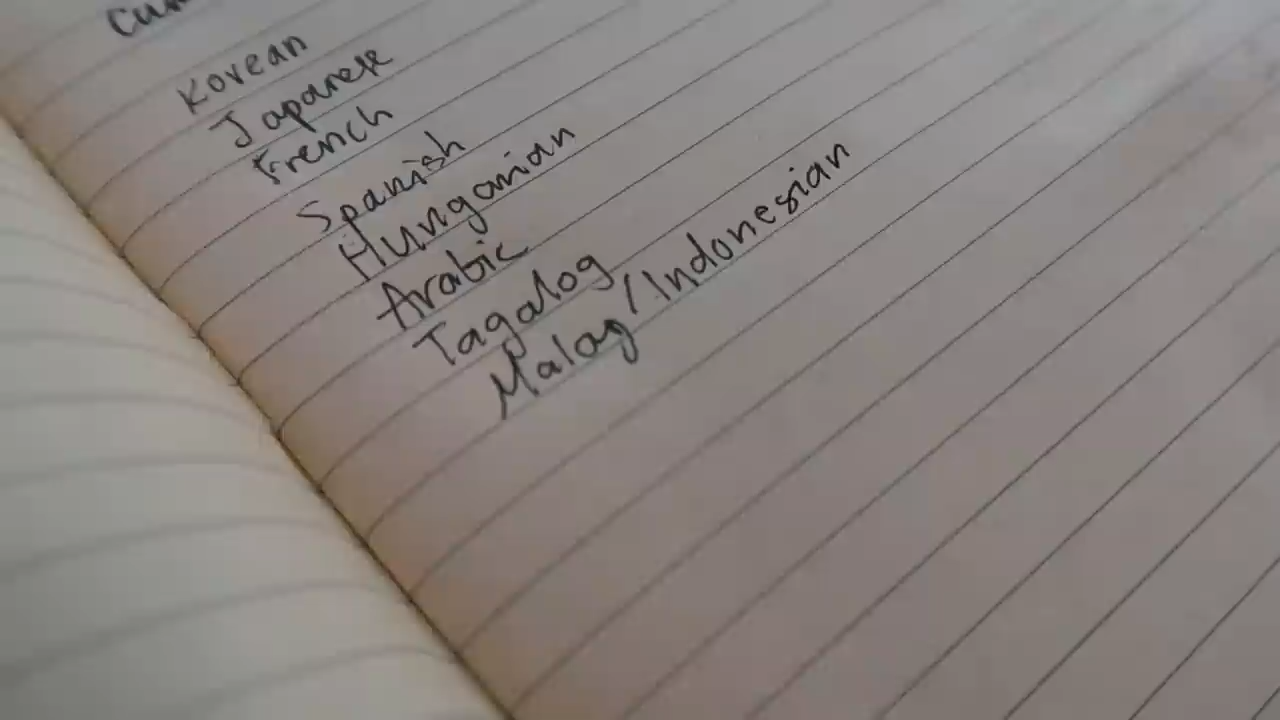 Korean
Japanese
French
Spanish
Hungarian
Arabic
Tagalog
Malay/Indonesian